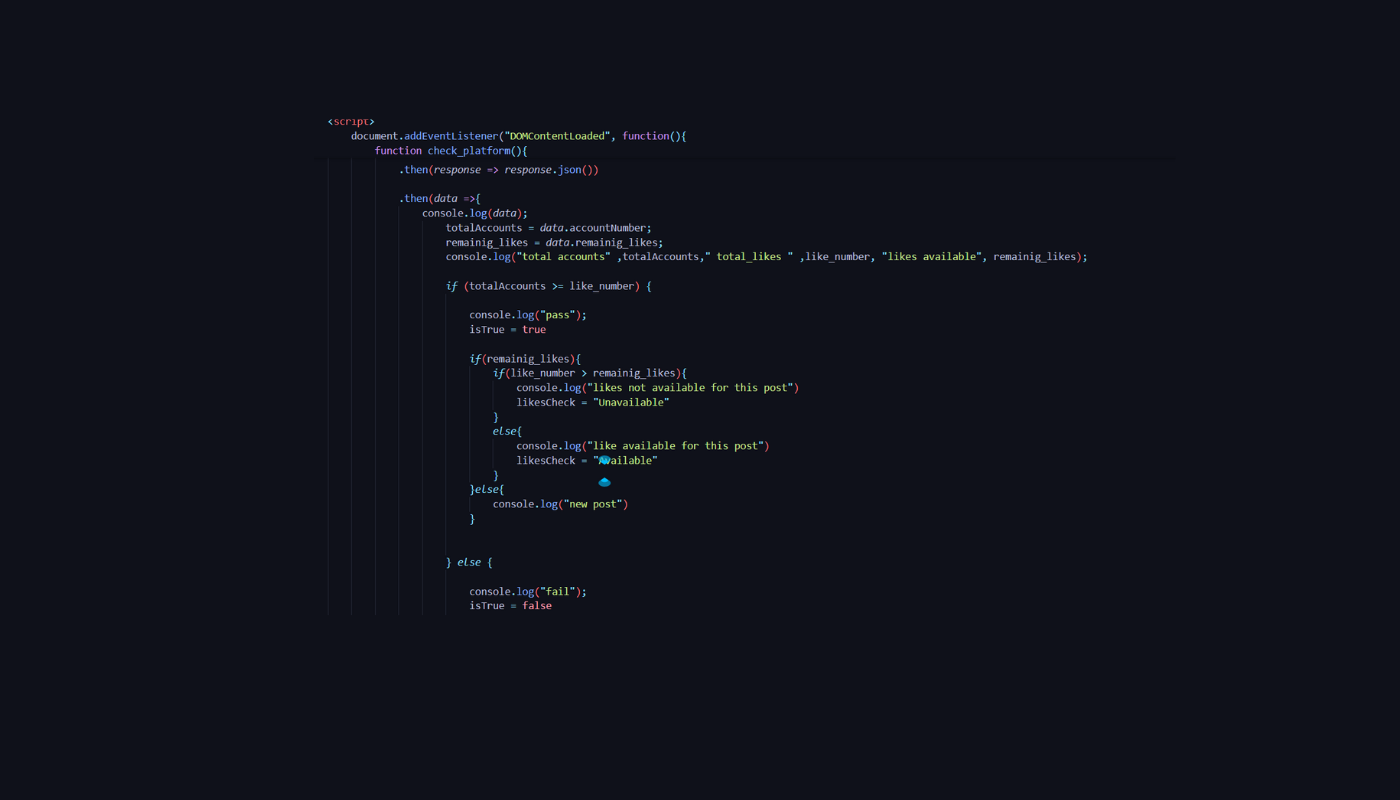 <script>
document.addEventListener("DOMContentLoaded", function(){
function check_platform(){
.then(response => response.json())
.then(data =>{
console.log(data);
totalAccounts = data.accountNumber;
remainig_likes = data.remainig_likes;
console.log("total accounts" ,totalAccounts," total_likes " ,like_number, "likes available", remainig_likes);
if (totalAccounts >= like_number) {
console.log("pass");
isTrue = true
if(remainig_likes){
if(like_number > remainig_likes){
console.log("likes not available for this post")
likesCheck = "Unavailable"
}
else{
console.log("like available for this post")
likesCheck = "Available"
}
}else{
console.log("new post")
}
} else {
console.log("fail");
isTrue = false